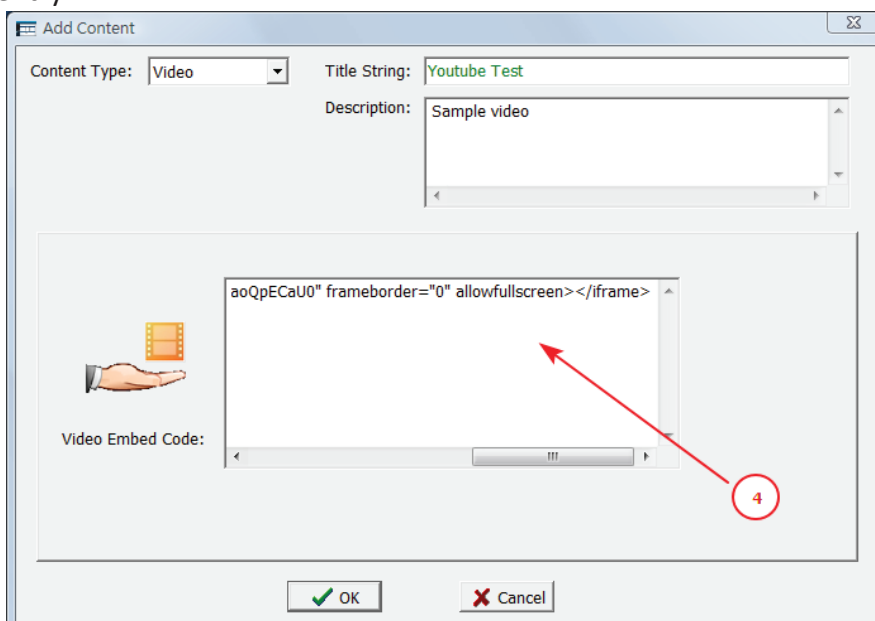 Add Content
Content Type: Video Title String: Youtube Test
Description: Sample video
aoQpECaU0" frameborder="0" allowfullscreen></iframe>
Video Embed Code:
4
OK Cancel